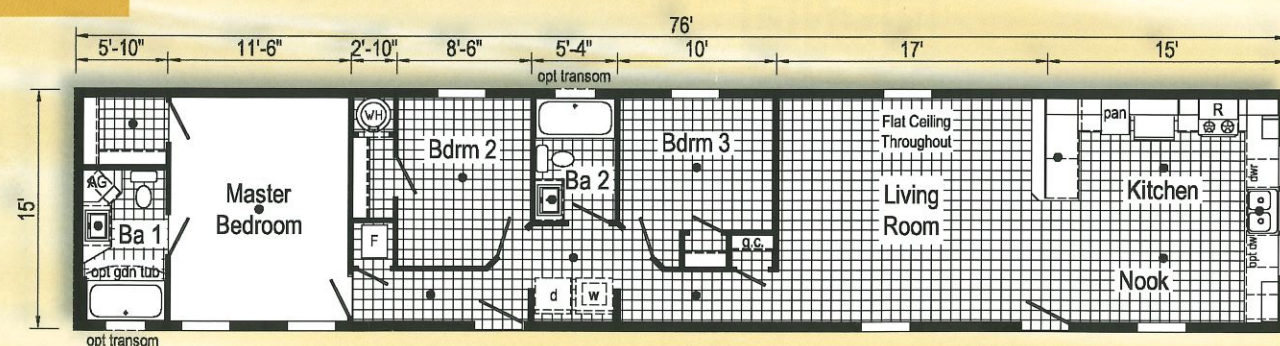 76'
5'-10"
11'-6"
2'-10"
8'-6"
5'-4"
10'
17'
15'
opt transom
15'
WH
pan
R
Flat Ceiling
Throughout
Bdrm 2
Bdrm 3
AG
Ba 2
Master
Bedroom
Living
Room
Kitchen
dwr
Ba 1
F
g.c.
opt dw
opt gdn tub
Nook
d
w
opt transom